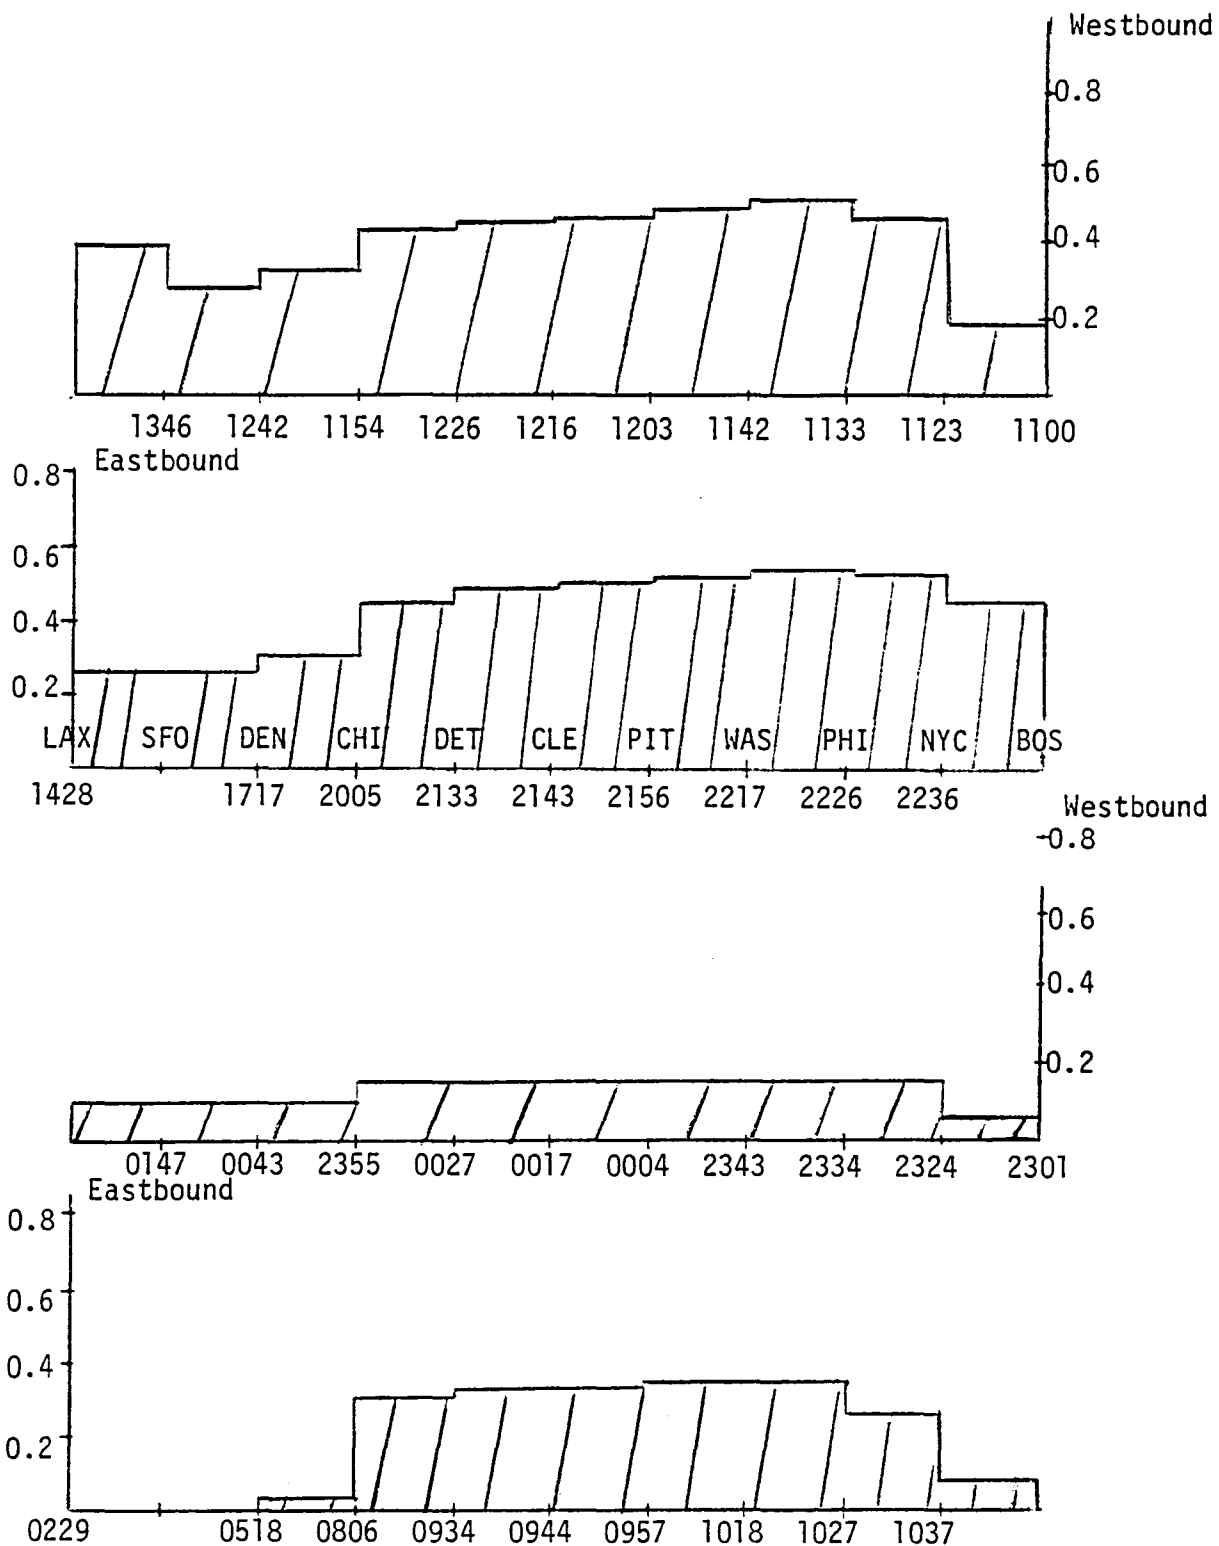 Westbound
0.8
0.6
0.4
0.2
1346 1242 1154 1226 1216 1203 1142 1133 1123 1100
Eastbound
0.8
0.6
0.4
0.2
LAX SFO DEN CHI DET CLE PIT WAS PHI NYC BOS
1428 1717 2005 2133 2143 2156 2217 2226 2236
Westbound
0.8
0.6
0.4
0.2
0147 0043 2355 0027 0017 0004 2343 2334 2324 2301
Eastbound
0.8
0.6
0.4
0.2
0229 0518 0806 0934 0944 0957 1018 1027 1037